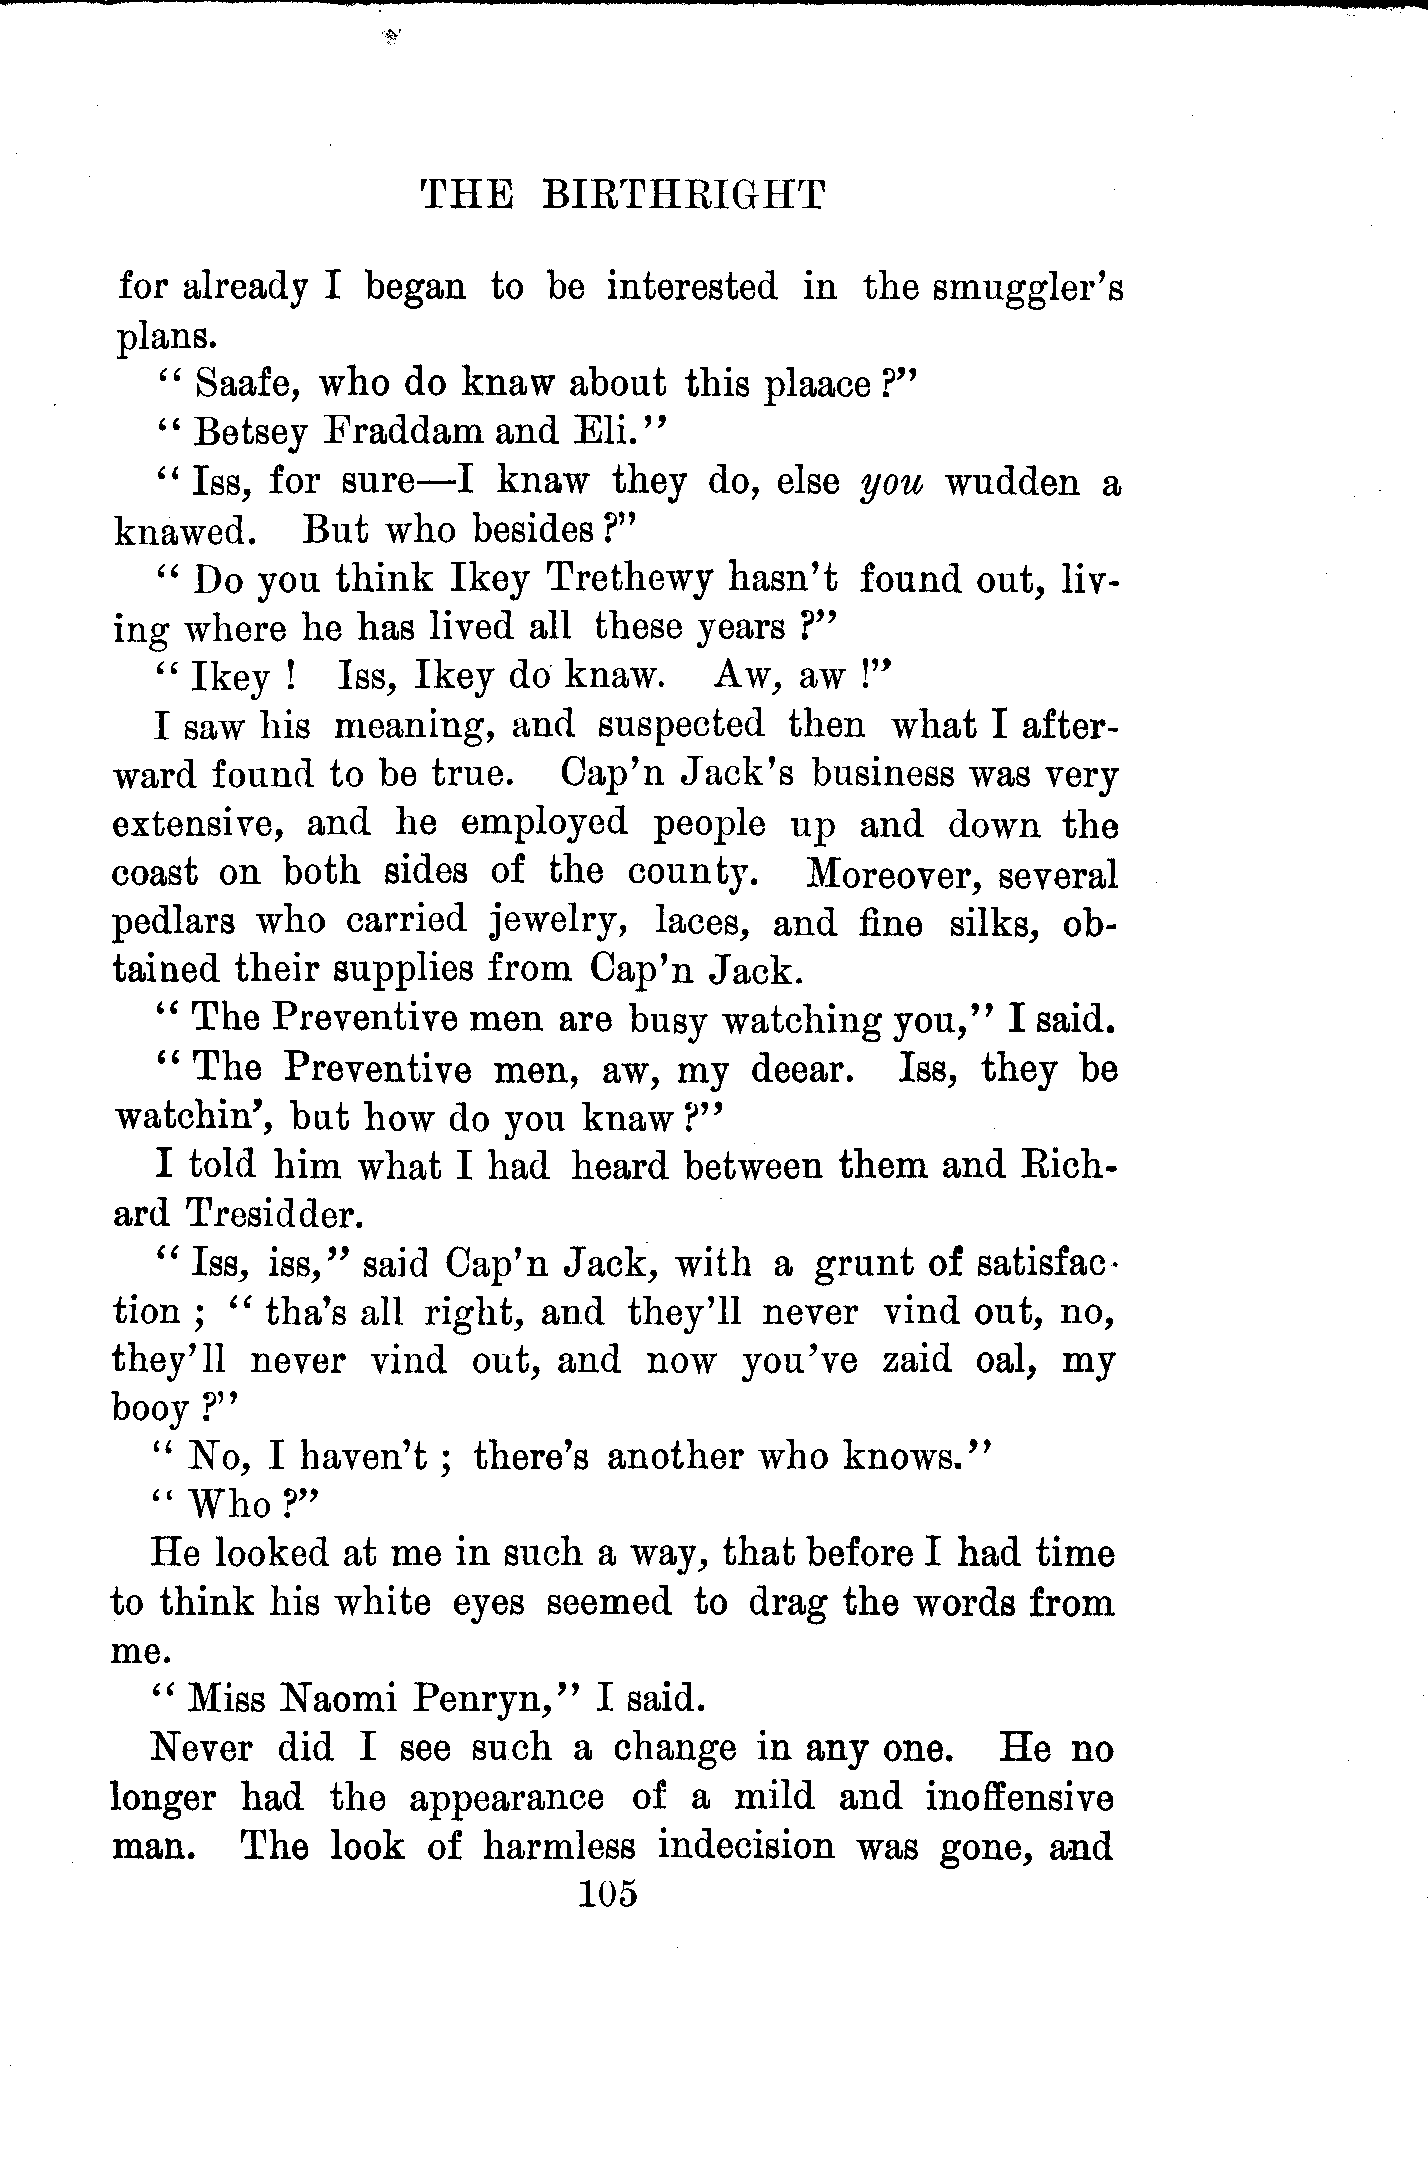 THE BIRTHRIGHT
for already I began to be interested in the smuggler's
plans.
"Saafe, who do knaw about this plaace?"
"Betsey Fraddam and Eli."
"Iss, for sure—I knaw they do, else you wudden a
knawed. But who besides?"
"Do you think Ikey Trethewy hasn't found out, liv-
ing where he has lived all these years?"
"Ikey! Iss, Ikey do knaw. Aw, aw!"
I saw his meaning, and suspected then what I after-
ward found to be true. Cap'n Jack's business was very
extensive, and he employed people up and down the
coast on both sides of the county. Moreover, several
pedlars who carried jewelry, laces, and fine silks, ob-
tained their supplies from Cap'n Jack.
"The Preventive men are busy watching you," I said.
"The Preventive men, aw, my deear. Iss, they be
watchin', but how do you knaw?"
I told him what I had heard between them and Rich-
ard Tresidder.
"Iss, iss," said Cap'n Jack, with a grunt of satisfac-
tion; "tha's all right, and they'll never vind out, no,
they'll never vind out, and now you've zaid oal, my
booy?"
"No, I haven't; there's another who knows."
"Who?"
He looked at me in such a way, that before I had time
to think his white eyes seemed to drag the words from
me.
"Miss Naomi Penryn," I said.
Never did I see such a change in any one. He no
longer had the appearance of a mild and inoffensive
man. The look of harmless indecision was gone, and
105